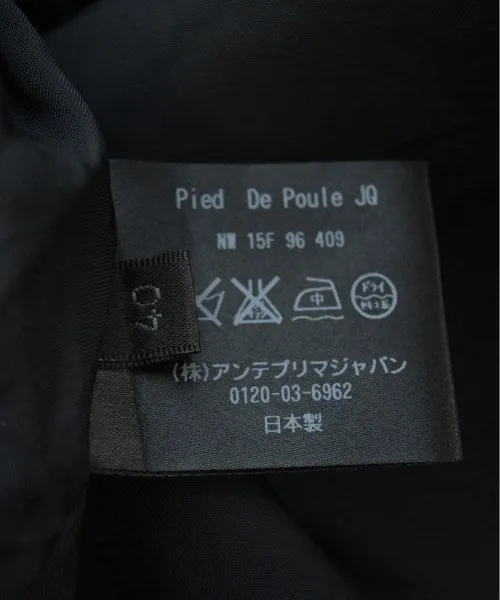 Pied De Poule JQ
NW 15F 96 409
40
中
ドライ
(株)アンテプリマジャパン
0120-03-6962
日本製